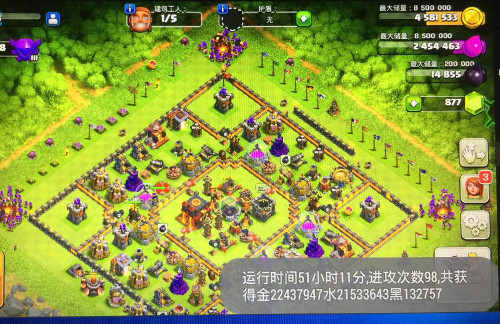 建筑工人:
1/5
护盾:
无
最大储量: 8 500 000
4 581 533
最大储量: 8 500 000
2 454 463
最大储量: 200 000
14 855
877
3
运行时间51小时11分,进攻次数98,共获
得金22437947水21533643黑132757